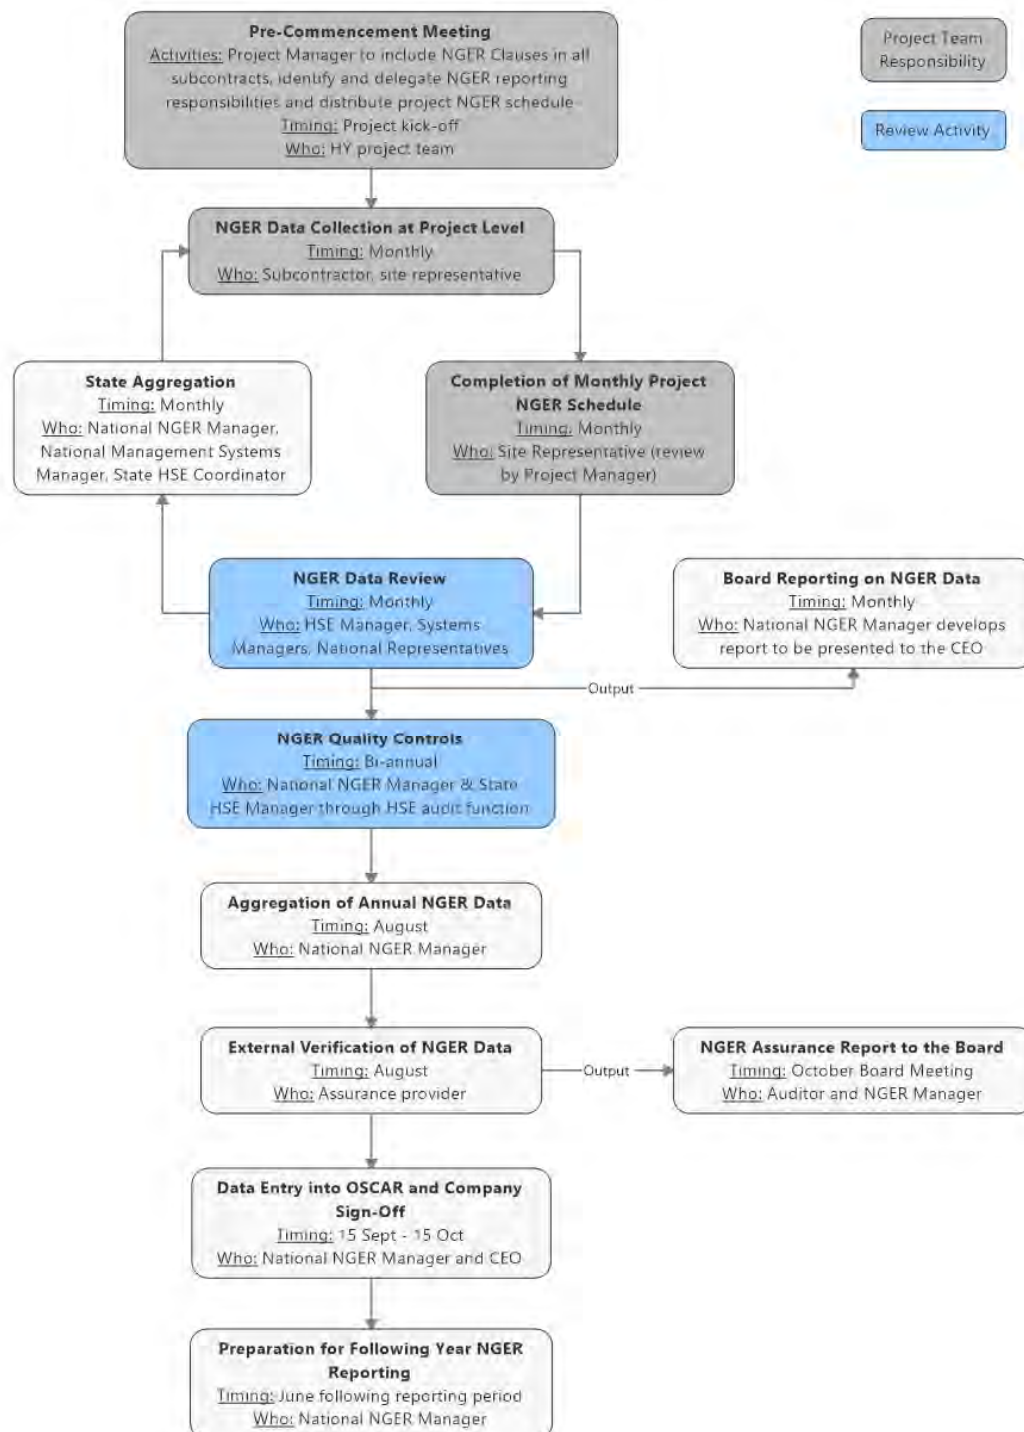 Pre-Commencement Meeting
Activities: Project Manager to include NGER Clauses in all
subcontracts, identify and delegate NGER reporting
responsibilities and distribute project NGER schedule
Timing: Project kick-off
Who: HY project team
Project Team
Responsibility
Review Activity
NGER Data Collection at Project Level
Timing: Monthly
Who: Subcontractor, site representative
State Aggregation
Timing: Monthly
Who: National NGER Manager,
National Management Systems
Manager, State HSE Coordinator
Completion of Monthly Project
NGER Schedule
Timing: Monthly
Who: Site Representative (review
by Project Manager)
NGER Data Review
Timing: Monthly
Who: HSE Manager, Systems
Managers, National Representatives
Board Reporting on NGER Data
Timing: Monthly
Who: National NGER Manager develops
report to be presented to the CEO
Output
NGER Quality Controls
Timing: Bi-annual
Who: National NGER Manager & State
HSE Manager through HSE audit function
Aggregation of Annual NGER Data
Timing: August
Who: National NGER Manager
External Verification of NGER Data
Timing: August
Who: Assurance provider
Output
NGER Assurance Report to the Board
Timing: October Board Meeting
Who: Auditor and NGER Manager
Data Entry into OSCAR and Company
Sign-Off
Timing: 15 Sept - 15 Oct
Who: National NGER Manager and CEO
Preparation for Following Year NGER
Reporting
Timing: June following reporting period
Who: National NGER Manager